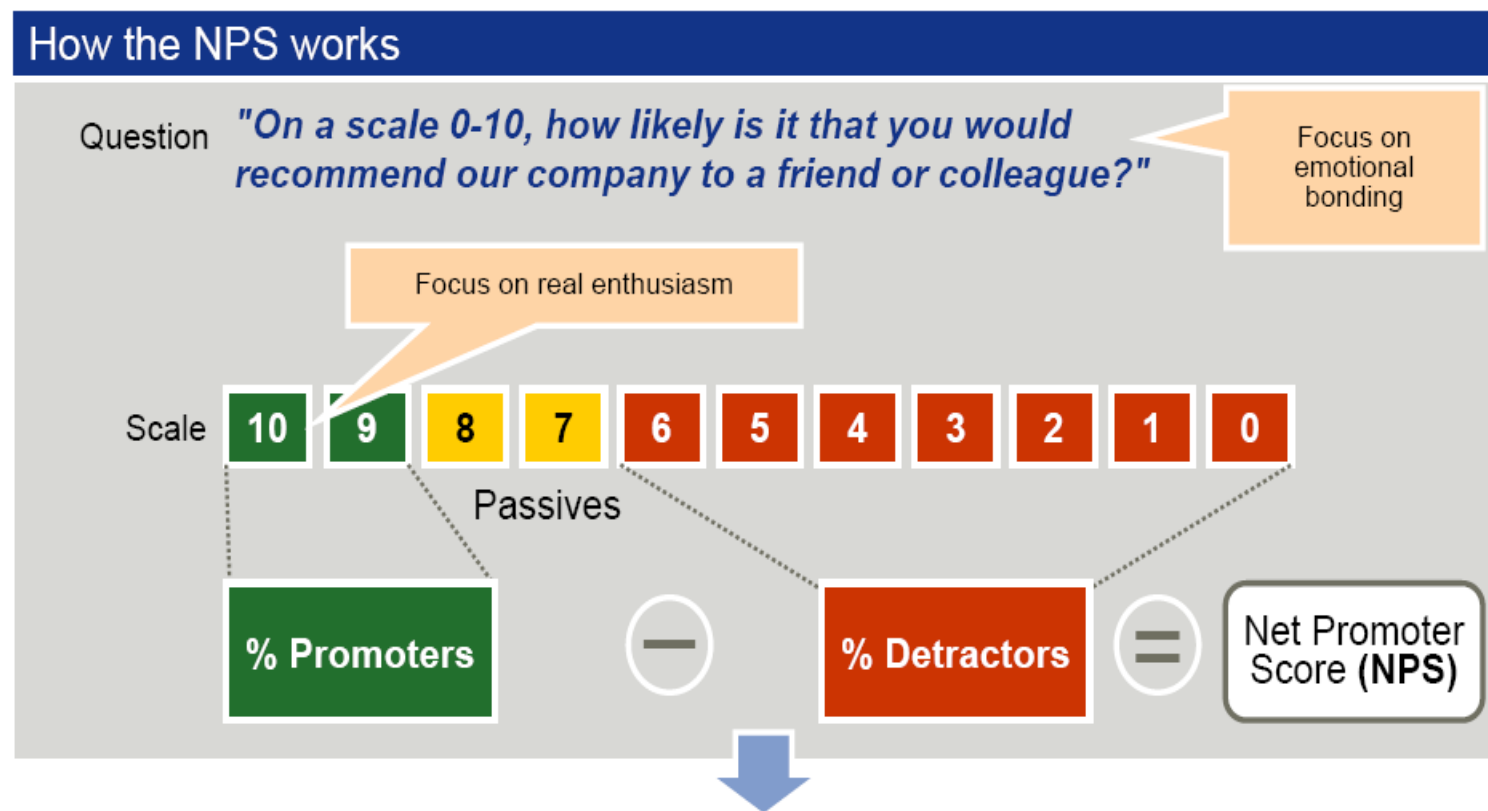 How the NPS works
Question
"On a scale 0-10, how likely is it that you would
recommend our company to a friend or colleague?"
Focus on
emotional
bonding
Focus on real enthusiasm
Scale 10 9 8 7 6 5 4 3 2 1 0
Passives
% Promoters — % Detractors = Net Promoter
Score (NPS)